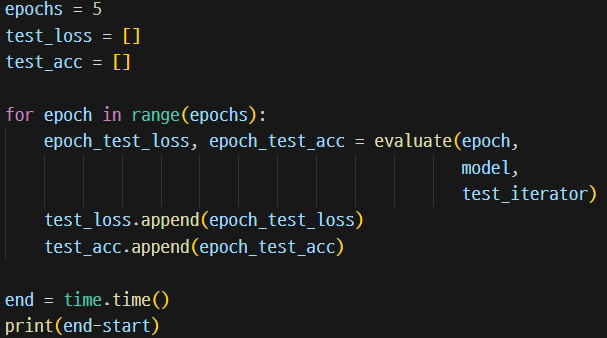 epochs = 5
test_loss = []
test_acc = []
for epoch in range(epochs):
epoch_test_loss, epoch_test_acc = evaluate(epoch,
model,
test_iterator)
test_loss.append(epoch_test_loss)
test_acc.append(epoch_test_acc)
end = time.time()
print(end-start)